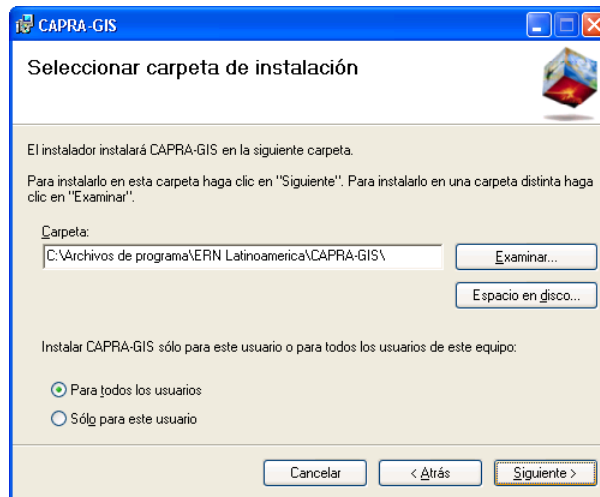 CAPRA-GIS
Seleccionar carpeta de instalación
El instalador instalará CAPRA-GIS en la siguiente carpeta.
Para instalarlo en esta carpeta haga clic en "Siguiente". Para instalarlo en una carpeta distinta haga
clic en "Examinar".
Carpeta:
C:\Archivos de programa\ERN Latinoamerica\CAPRA-GIS\
Examinar...
Espacio en disco...
Instalar CAPRA-GIS sólo para este usuario o para todos los usuarios de este equipo:
Para todos los usuarios
Sólo para este usuario
Cancelar
< Atrás
Siguiente >